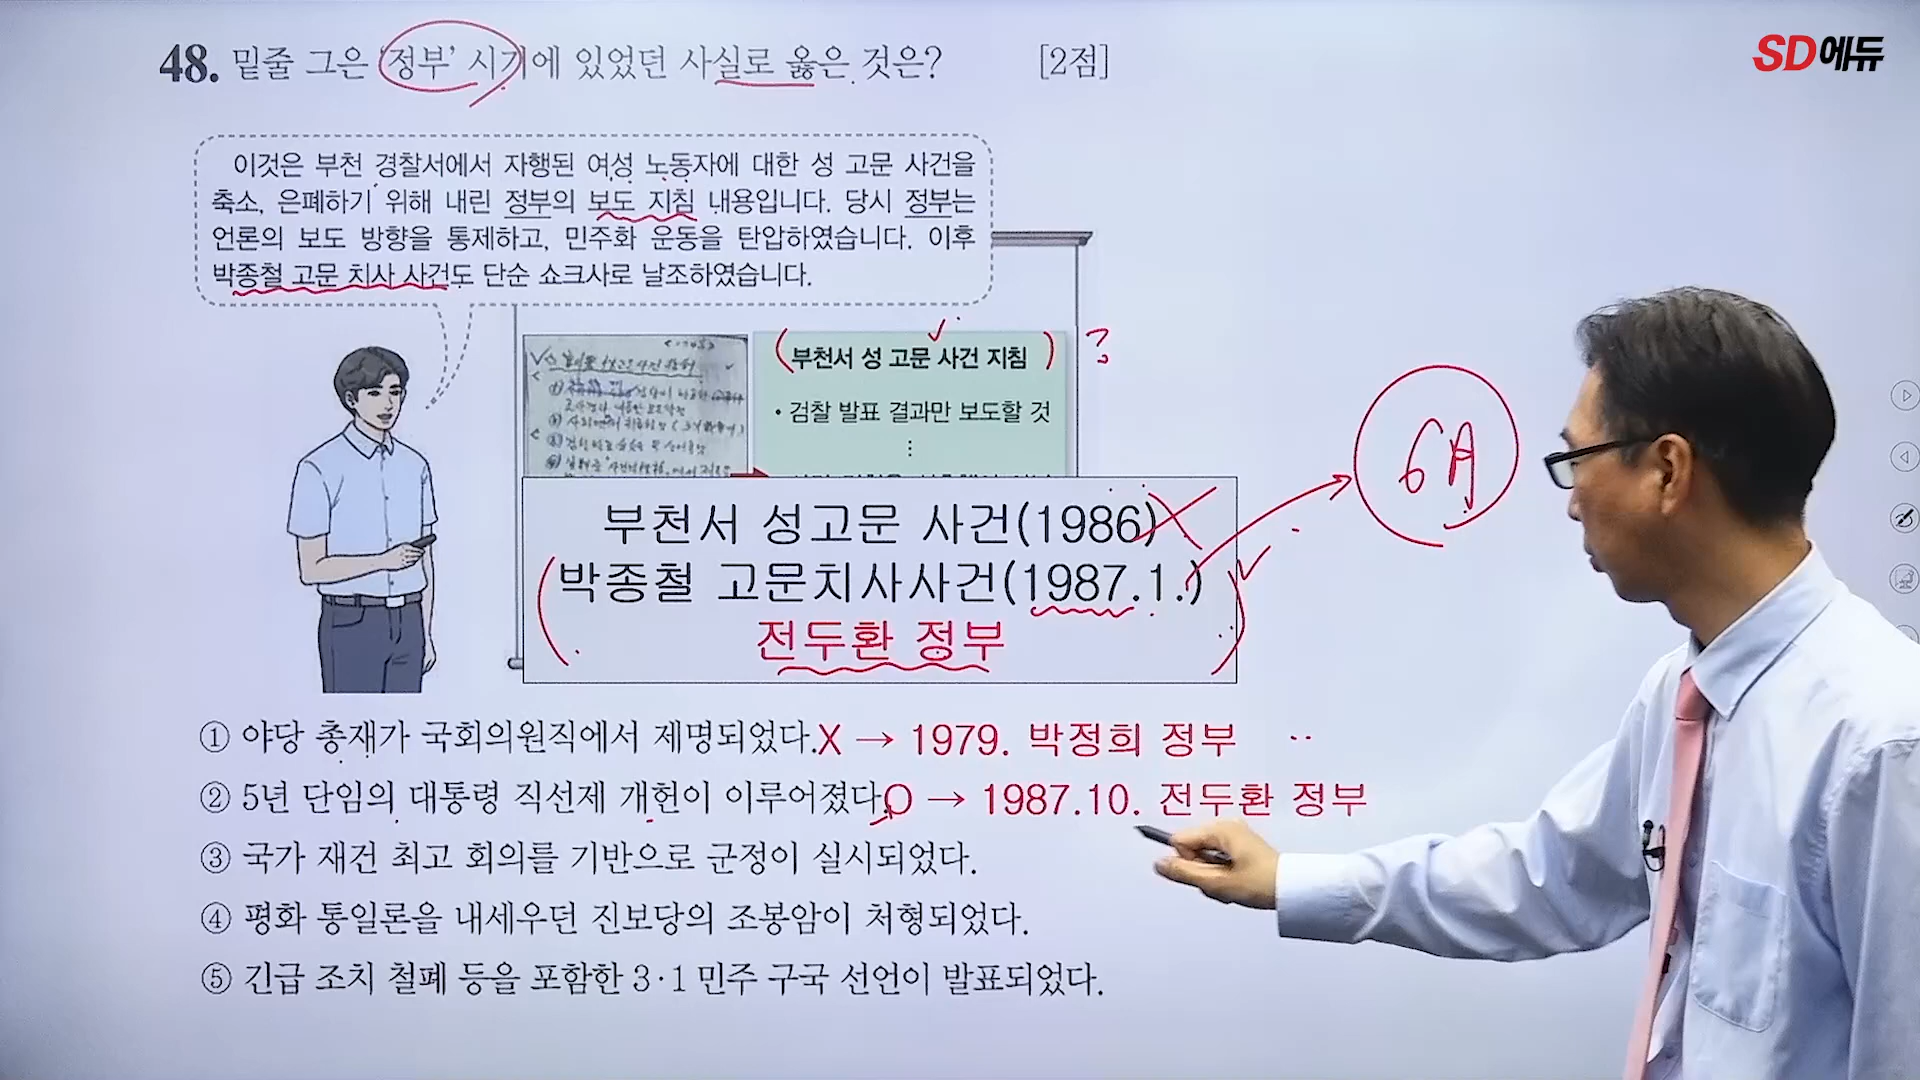 48. 밑줄 그은 '정부' 시기에 있었던 사실로 옳은 것은? [2점]
SD에듀
이것은 부천 경찰서에서 자행된 여성 노동자에 대한 성 고문 사건을
축소, 은폐하기 위해 내린 정부의 보도 지침 내용입니다. 당시 정부는
언론의 보도 방향을 통제하고, 민주화 운동을 탄압하였습니다. 이후
박종철 고문 치사 사건도 단순 쇼크사로 날조하였습니다.
(부천서 성 고문 사건 지침) ?
• 검찰 발표 결과만 보도할 것
⋮
부천서 성고문 사건(1986)
박종철 고문치사사건(1987.1.)
전두환 정부
① 야당 총재가 국회의원직에서 제명되었다.X → 1979. 박정희 정부
② 5년 단임의 대통령 직선제 개헌이 이루어졌다.O → 1987.10. 전두환 정부
③ 국가 재건 최고 회의를 기반으로 군정이 실시되었다.
④ 평화 통일론을 내세우던 진보당의 조봉암이 처형되었다.
⑤ 긴급 조치 철폐 등을 포함한 3·1 민주 구국 선언이 발표되었다.